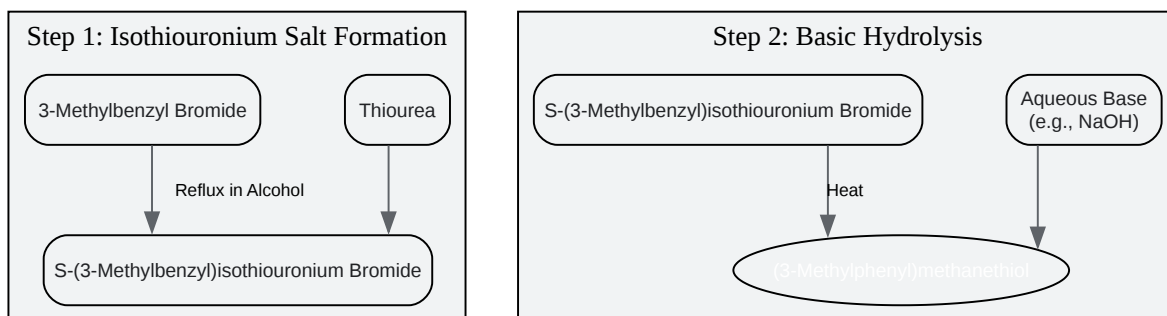 Step 1: Isothiouronium Salt Formation
3-Methylbenzyl Bromide
Thiourea
Reflux in Alcohol
S-(3-Methylbenzyl)isothiouronium Bromide
Step 2: Basic Hydrolysis
S-(3-Methylbenzyl)isothiouronium Bromide
Aqueous Base
(e.g., NaOH)
Heat
(3-Methylphenyl)methanethiol